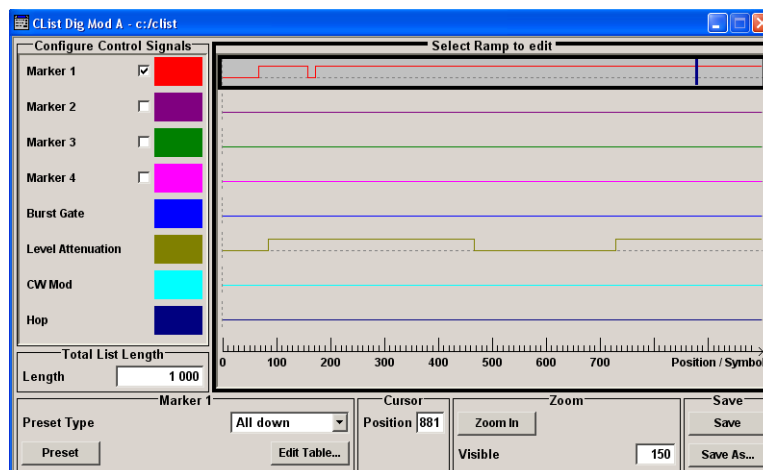 CList Dig Mod A - c:/clist
Configure Control Signals
Select Ramp to edit
Marker 1
Marker 2
Marker 3
Marker 4
Burst Gate
Level Attenuation
CW Mod
Hop
0 100 200 300 400 500 600 700 Position / Symbol
Total List Length
Length 1 000
Marker 1
Preset Type All down
Preset Edit Table...
Cursor
Position 881
Zoom
Zoom In
Visible 150
Save
Save
Save As...